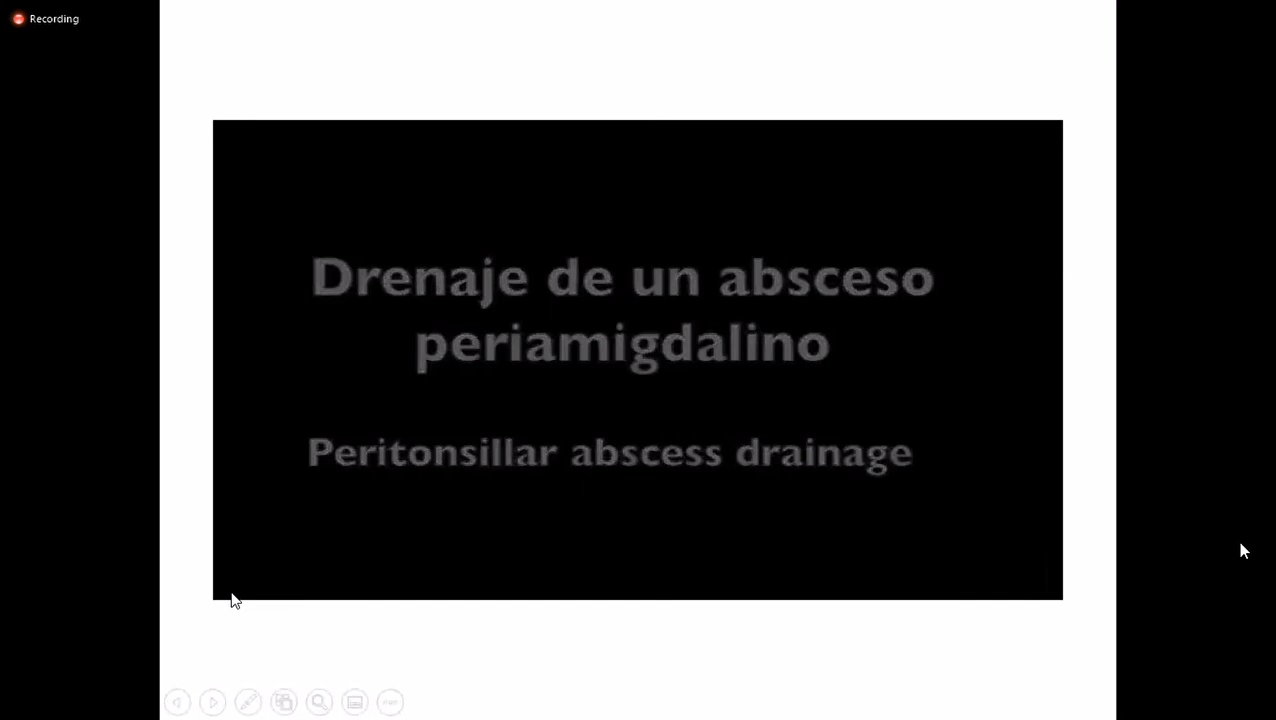 Recording
Drenaje de un absceso
periamigdalino
Peritonsillar abscess drainage